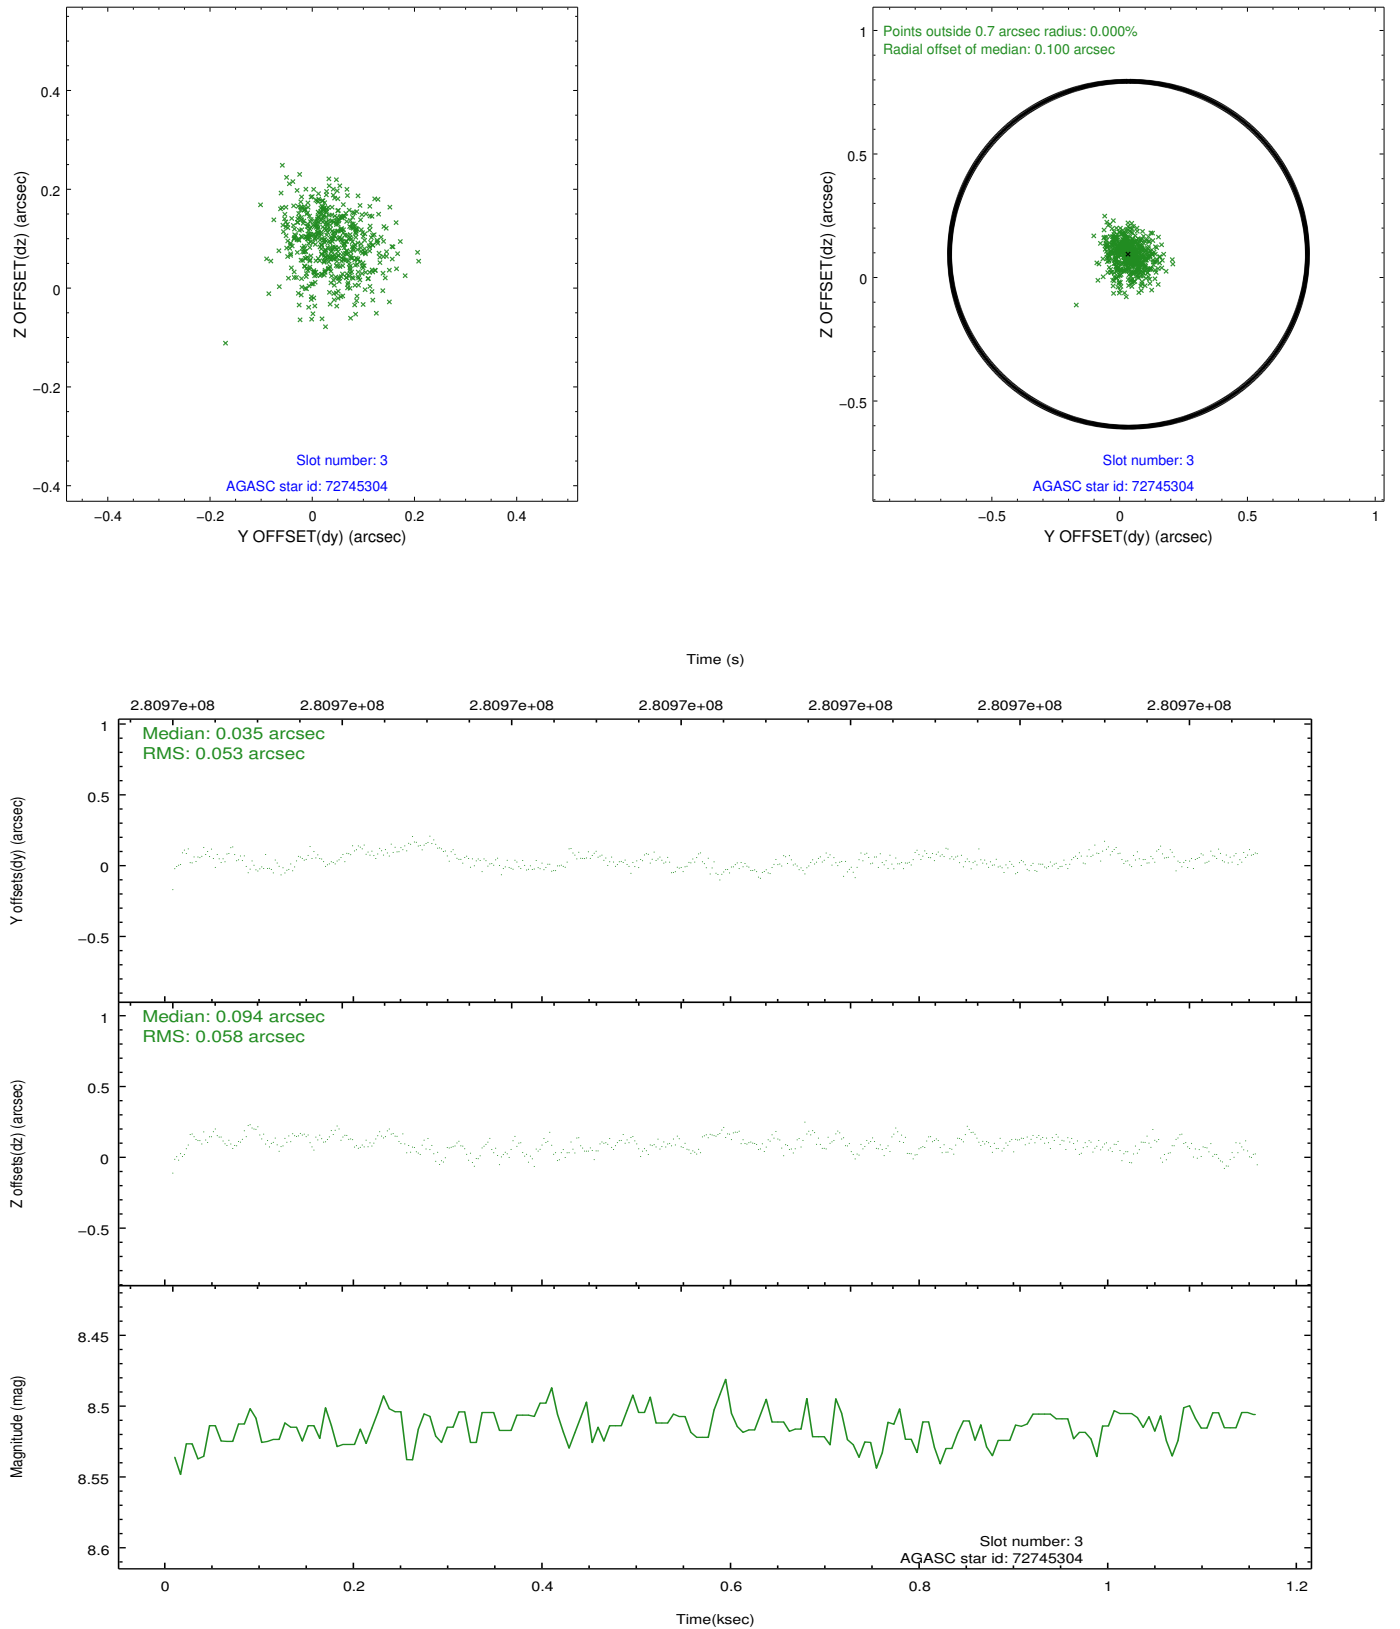 0.4
0.2
0
−0.2
−0.4
Z OFFSET(dz) (arcsec)
Slot number: 3
AGASC star id: 72745304
−0.4 −0.2 0 0.2 0.4
Y OFFSET(dy) (arcsec)
Points outside 0.7 arcsec radius: 0.000%
Radial offset of median: 0.100 arcsec
1
0.5
0
−0.5
Z OFFSET(dz) (arcsec)
Slot number: 3
AGASC star id: 72745304
−0.5 0 0.5 1
Y OFFSET(dy) (arcsec)
Time (s)
2.8097e+08 2.8097e+08 2.8097e+08 2.8097e+08 2.8097e+08 2.8097e+08 2.8097e+08
Median: 0.035 arcsec
RMS: 0.053 arcsec
1
0.5
0
−0.5
Y offsets(dy) (arcsec)
Median: 0.094 arcsec
RMS: 0.058 arcsec
1
0.5
0
−0.5
Z offsets(dz) (arcsec)
8.45
8.5
8.55
8.6
Magnitude (mag)
Slot number: 3
AGASC star id: 72745304
0 0.2 0.4 0.6 0.8 1 1.2
Time(ksec)